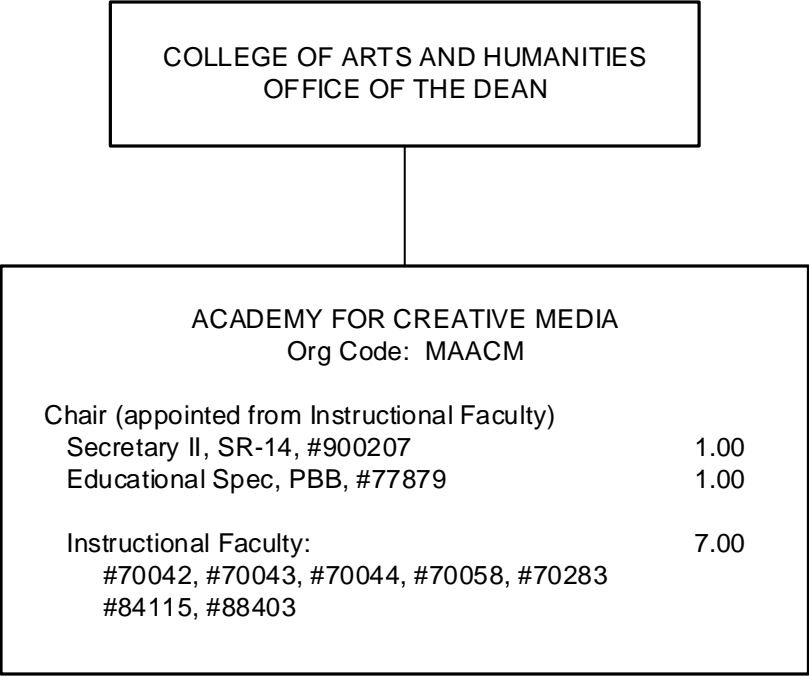 COLLEGE OF ARTS AND HUMANITIES
OFFICE OF THE DEAN
ACADEMY FOR CREATIVE MEDIA
Org Code: MAACM
Chair (appointed from Instructional Faculty)
Secretary II, SR-14, #900207 1.00
Educational Spec, PBB, #77879 1.00
Instructional Faculty: 7.00
#70042, #70043, #70044, #70058, #70283
#84115, #88403